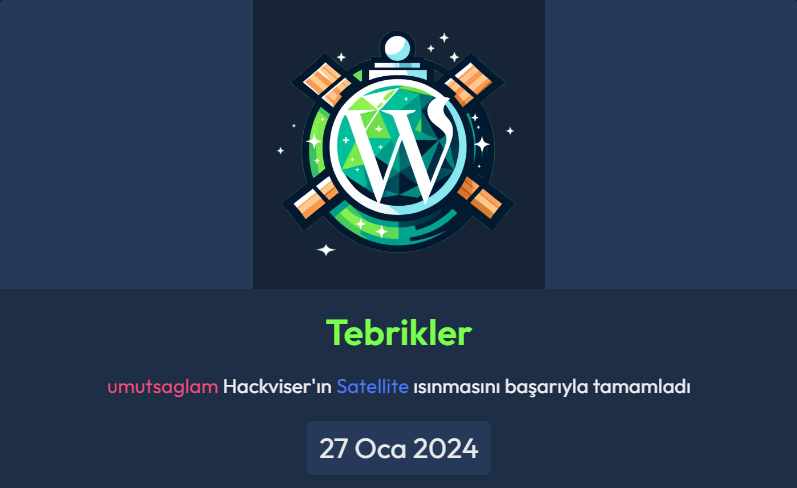 W
Tebrikler
umutsaglam Hackviser'ın Satellite ısınmasını başarıyla tamamladı
27 Oca 2024